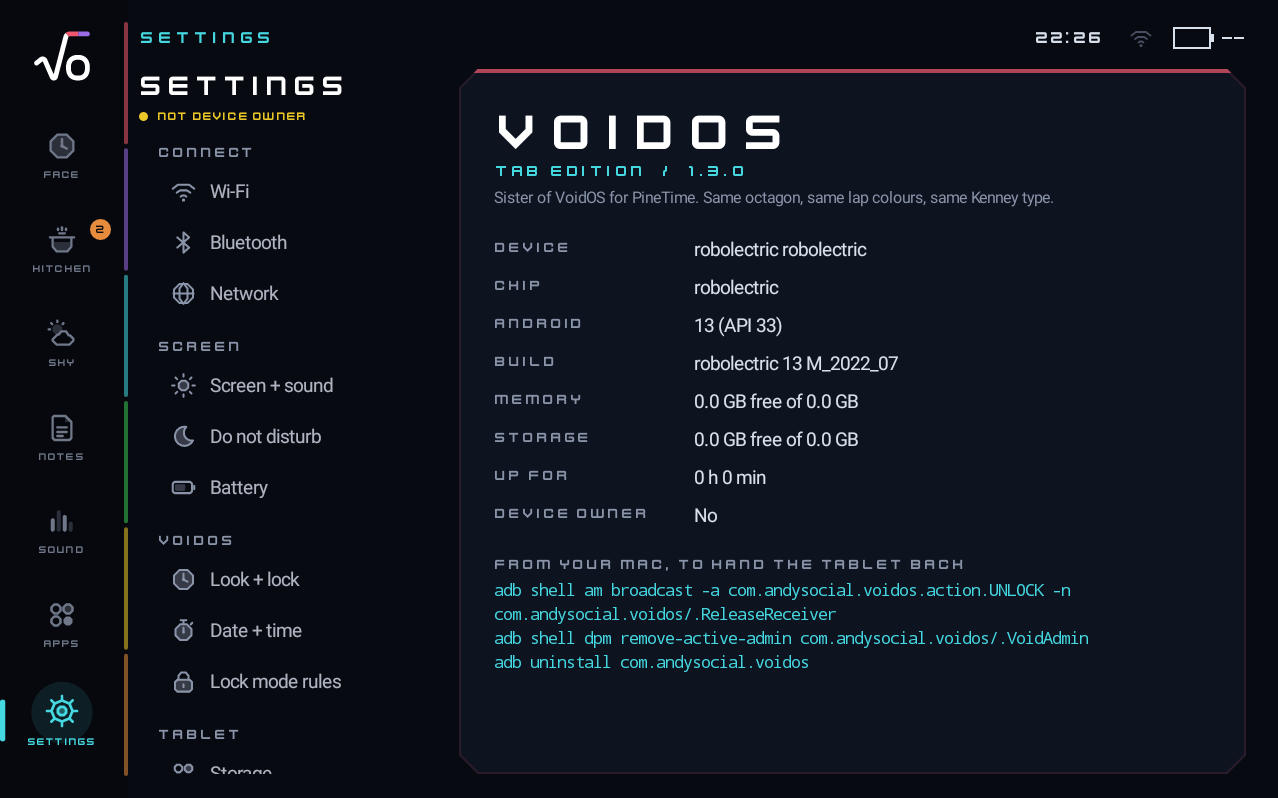 √o
FACE
KITCHEN
2
SKY
NOTES
SOUND
APPS
SETTINGS
SETTINGS
22:26
--
SETTINGS
NOT DEVICE OWNER
CONNECT
Wi-Fi
Bluetooth
Network
SCREEN
Screen + sound
Do not disturb
Battery
VOIDOS
Look + lock
Date + time
Lock mode rules
TABLET
Storage
VOIDOS
TAB EDITION / 1.3.0
Sister of VoidOS for PineTime. Same octagon, same lap colours, same Kenney type.
DEVICE robolectric robolectric
CHIP robolectric
ANDROID 13 (API 33)
BUILD robolectric 13 M_2022_07
MEMORY 0.0 GB free of 0.0 GB
STORAGE 0.0 GB free of 0.0 GB
UP FOR 0 h 0 min
DEVICE OWNER No
FROM YOUR MAC, TO HAND THE TABLET BACK
adb shell am broadcast -a com.andysocial.voidos.action.UNLOCK -n
com.andysocial.voidos/.ReleaseReceiver
adb shell dpm remove-active-admin com.andysocial.voidos/.VoidAdmin
adb uninstall com.andysocial.voidos